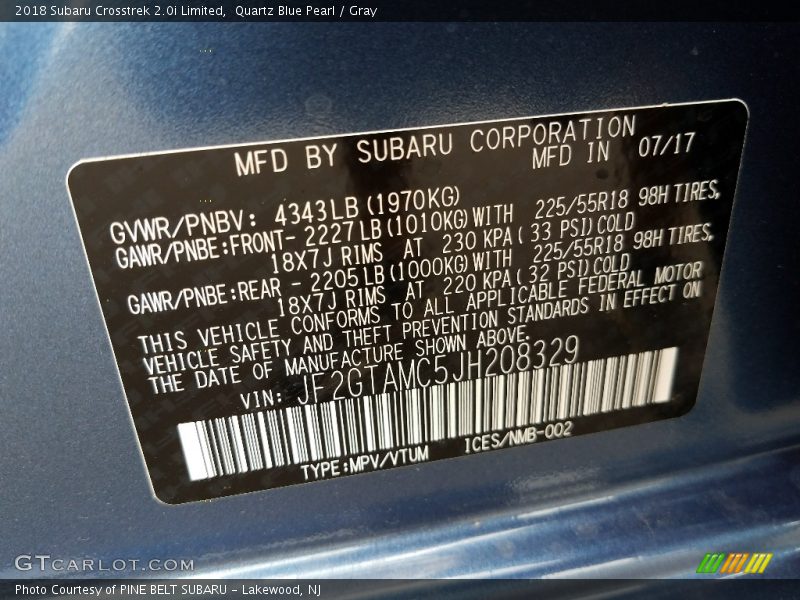 2018 Subaru Crosstrek 2.0i Limited, Quartz Blue Pearl / Gray
MFD BY SUBARU CORPORATION
MFD IN 07/17
GVWR/PNBV: 4343LB(1970KG)
GAWR/PNBE:FRONT- 2227LB(1010KG)WITH 225/55R18 98H TIRES,
18X7J RIMS AT 230 KPA( 33 PSI)COLD
GAWR/PNBE:REAR - 2205LB(1000KG)WITH 225/55R18 98H TIRES,
18X7J RIMS AT 220 KPA( 32 PSI)COLD
THIS VEHICLE CONFORMS TO ALL APPLICABLE FEDERAL MOTOR
VEHICLE SAFETY AND THEFT PREVENTION STANDARDS IN EFFECT ON
THE DATE OF MANUFACTURE SHOWN ABOVE.
VIN: JF2GTAMC5JH208329
TYPE:MPV/VTUM ICES/NMB-002
GTCARLOT.COM
Photo Courtesy of PINE BELT SUBARU - Lakewood, NJ